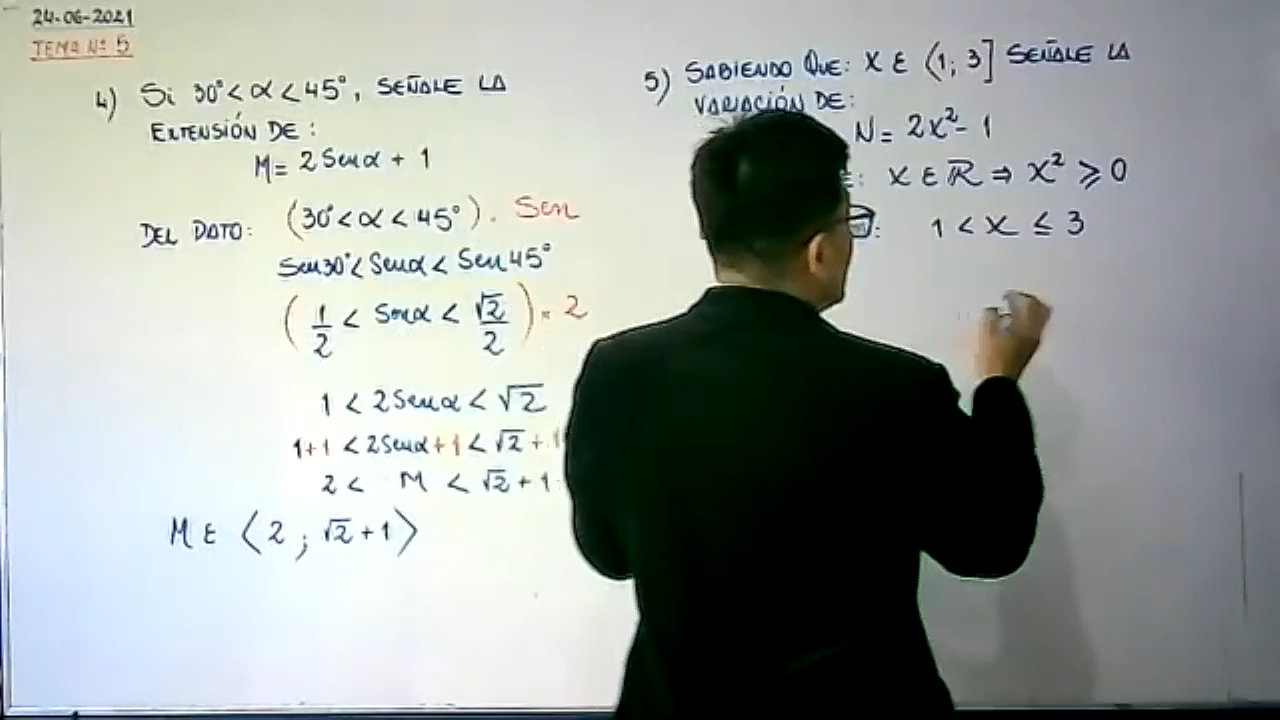 24-06-2021
TEMA Nº 5
4) Si 30° < α < 45°, SEÑALE LA
EXTENSIÓN DE:
M = 2 Senα + 1
DEL DATO: (30° < α < 45°). Sen
Sen30° < Senα < Sen45°
(1/2 < Senα < √2/2) × 2
1 < 2Senα < √2
1+1 < 2Senα+1 < √2+1
2 < M < √2+1
M ∈ ⟨2; √2+1⟩
5) SABIENDO QUE: X ∈ ⟨1; 3] SEÑALE LA
VARIACIÓN DE:
N = 2x² - 1
: X ∈ ℝ ⇒ X² ⩾ 0
: 1 < X ≤ 3